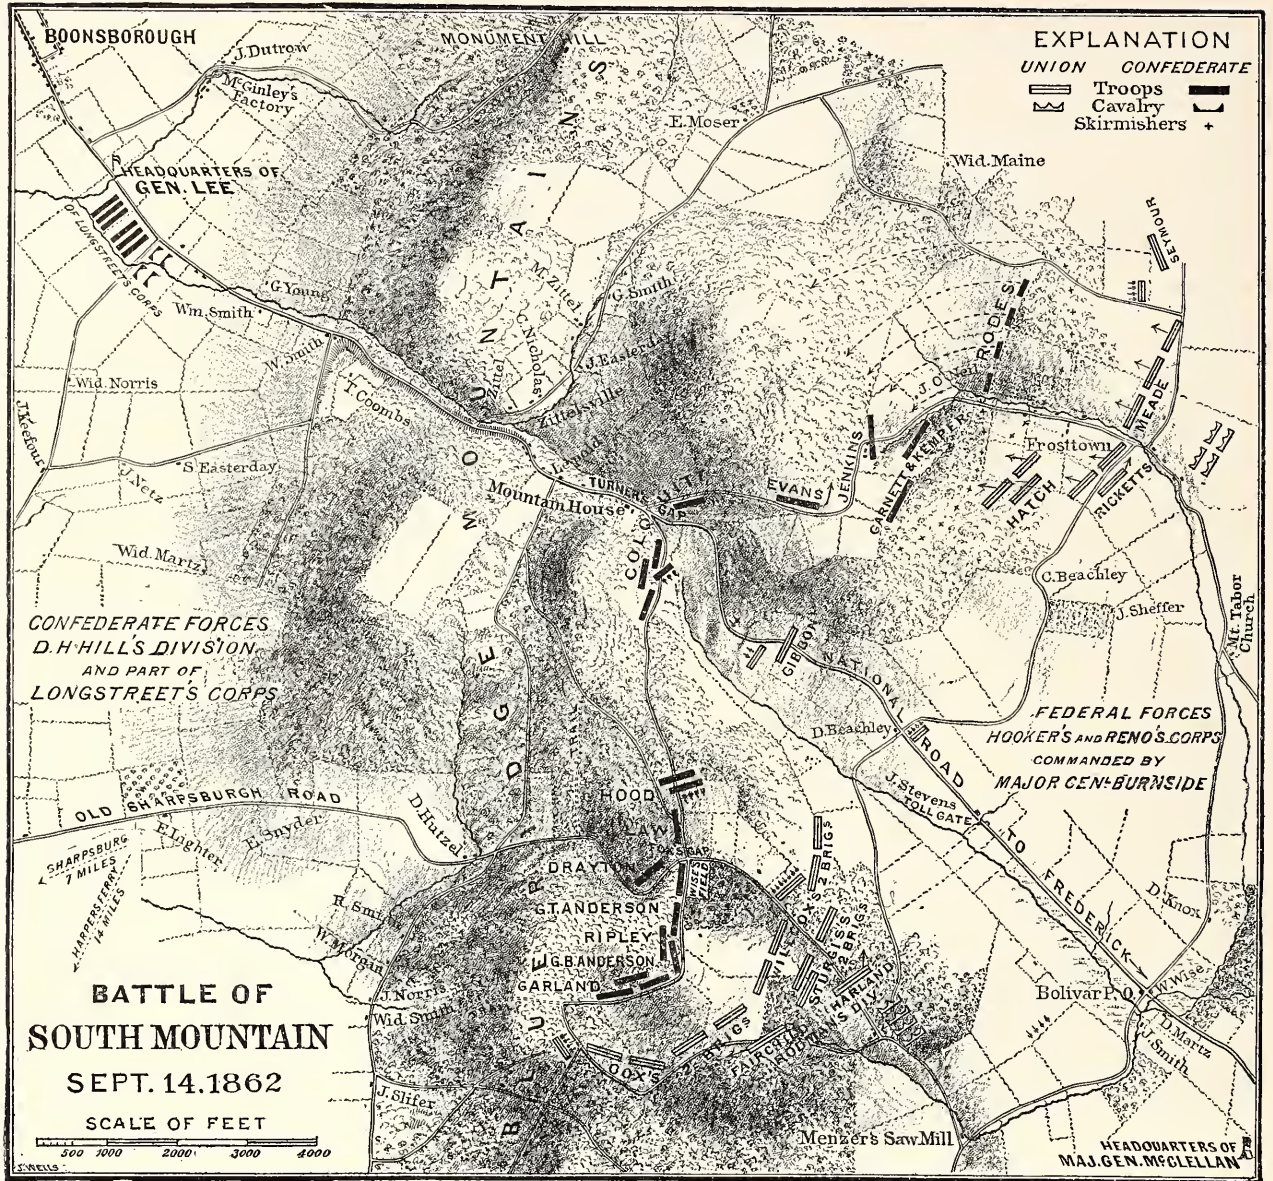 BOONSBOROUGH
J. Dutrow
McGinley's
Factory
MONUMENT HILL
EXPLANATION
UNION CONFEDERATE
Troops
Cavalry
Skirmishers +
E. Moser
Wid. Maine
HEADQUARTERS OF
GEN. LEE
OF LONGSTREET'S CORPS
SEYMOUR
G. Young
Wm. Smith
W. Smith
M. Zittel
G. Smith
C. Nicholas
J. Easterday
Zittel
Zittelsville
RODES
J. O'Neil
MEADE
Wid. Norris
T. Coombs
J. Keefour
S. Easterday
J. Netz
MOUNTAINS
Mountain House
TURNERS
GAP
COLQUITT
EVANS
JENKINS
GARNETT & KEMPER
Frosttown
HATCH
RICKETTS
Wid. Martz
C. Beachley
J. Sheffer
Mt. Tabor
Church
CONFEDERATE FORCES
D. H. HILL'S DIVISION
AND PART OF
LONGSTREET'S CORPS
GIBBON
NATIONAL
ROAD
TO
FREDERICK
D. Beachley
FEDERAL FORCES
HOOKER'S AND RENO'S CORPS
COMMANDED BY
MAJOR GENL BURNSIDE
J. Stevens
TOLL GATE
TRAIL
OLD SHARPSBURGH ROAD
D. Hutzel
E. Lighter
E. Snyder
SHARPSBURG
7 MILES
HARPERS FERRY
14 MILES
HOOD
LAW
FOX'S GAP
DRAYTON
WISE'S
FIELD
G.T. ANDERSON
RIPLEY
G.B. ANDERSON
GARLAND
BLUE RIDGE
COX'S 2 BRIGS
WILLCOX'S 2 BRIGS
STURGIS'S
2 BRIGS
HARLAND
FAIRCHILD
RODMAN'S DIV.
D. Knox
R. Smith
W. Morgan
J. Norris
Wid. Smith
J. Slifer
Bolivar P.O.
W. Wise
D. Martz
Smith
Menzer's Saw Mill
BATTLE OF
SOUTH MOUNTAIN
SEPT. 14. 1862
SCALE OF FEET
500 1000 2000 3000 4000
J. WELLS
HEADQUARTERS OF
MAJ. GEN. McCLELLAN